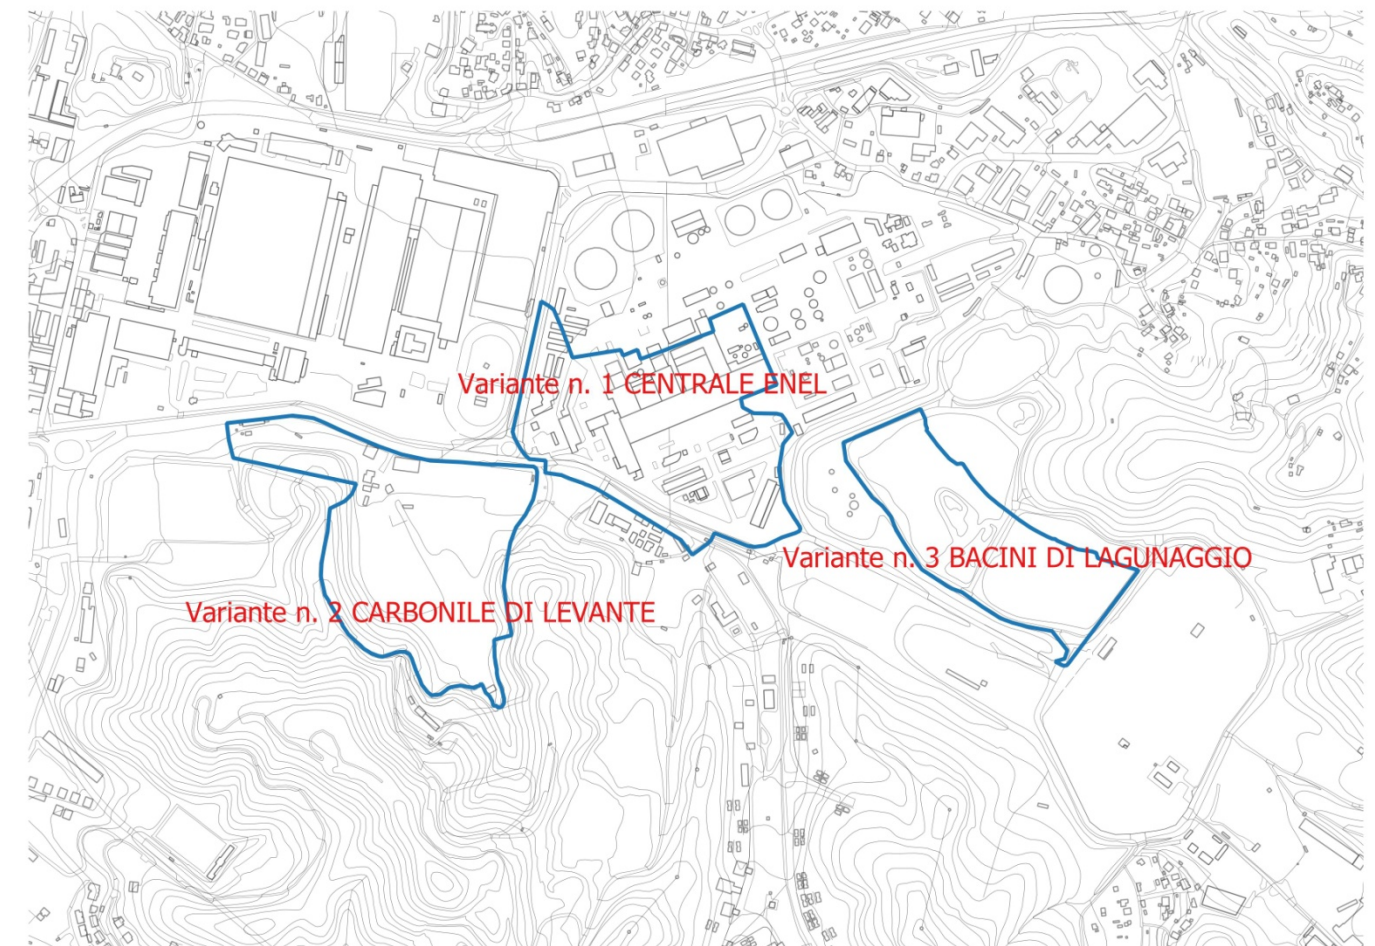 Variante n. 1 CENTRALE ENEL
Variante n. 3 BACINI DI LAGUNAGGIO
Variante n. 2 CARBONILE DI LEVANTE